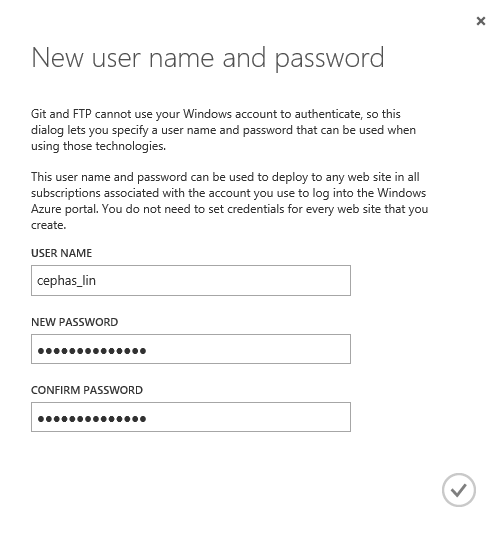 New user name and password
Git and FTP cannot use your Windows account to authenticate, so this
dialog lets you specify a user name and password that can be used when
using those technologies.
This user name and password can be used to deploy to any web site in all
subscriptions associated with the account you use to log into the Windows
Azure portal. You do not need to set credentials for every web site that you
create.
USER NAME
cephas_lin
NEW PASSWORD
●●●●●●●●●●●●●●
CONFIRM PASSWORD
●●●●●●●●●●●●●●